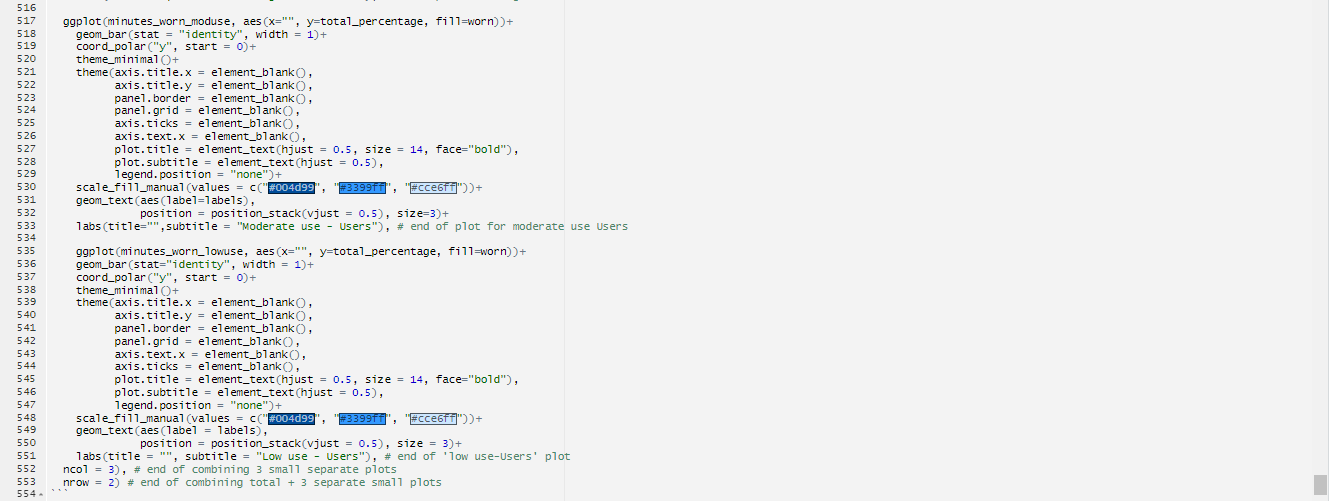 516
517 ggplot(minutes_worn_moduse, aes(x="", y=total_percentage, fill=worn))+
518 geom_bar(stat = "identity", width = 1)+
519 coord_polar("y", start = 0)+
520 theme_minimal()+
521 theme(axis.title.x = element_blank(),
522 axis.title.y = element_blank(),
523 panel.border = element_blank(),
524 panel.grid = element_blank(),
525 axis.ticks = element_blank(),
526 axis.text.x = element_blank(),
527 plot.title = element_text(hjust = 0.5, size = 14, face="bold"),
528 plot.subtitle = element_text(hjust = 0.5),
529 legend.position = "none")+
530 scale_fill_manual(values = c("#004d99", "#3399ff", "#cce6ff"))+
531 geom_text(aes(label=labels),
532 position = position_stack(vjust = 0.5), size=3)+
533 labs(title="",subtitle = "Moderate use - Users"), # end of plot for moderate use Users
534
535 ggplot(minutes_worn_lowuse, aes(x="", y=total_percentage, fill=worn))+
536 geom_bar(stat="identity", width = 1)+
537 coord_polar("y", start = 0)+
538 theme_minimal()+
539 theme(axis.title.x = element_blank(),
540 axis.title.y = element_blank(),
541 panel.border = element_blank(),
542 panel.grid = element_blank(),
543 axis.text.x = element_blank(),
544 axis.ticks = element_blank(),
545 plot.title = element_text(hjust = 0.5, size = 14, face="bold"),
546 plot.subtitle = element_text(hjust = 0.5),
547 legend.position = "none")+
548 scale_fill_manual(values = c("#004d99", "#3399ff", "#cce6ff"))+
549 geom_text(aes(label = labels),
550 position = position_stack(vjust = 0.5), size = 3)+
551 labs(title = "", subtitle = "Low use - Users"), # end of 'low use-Users' plot
552 ncol = 3), # end of combining 3 small separate plots
553 nrow = 2) # end of combining total + 3 separate small plots
554 ```